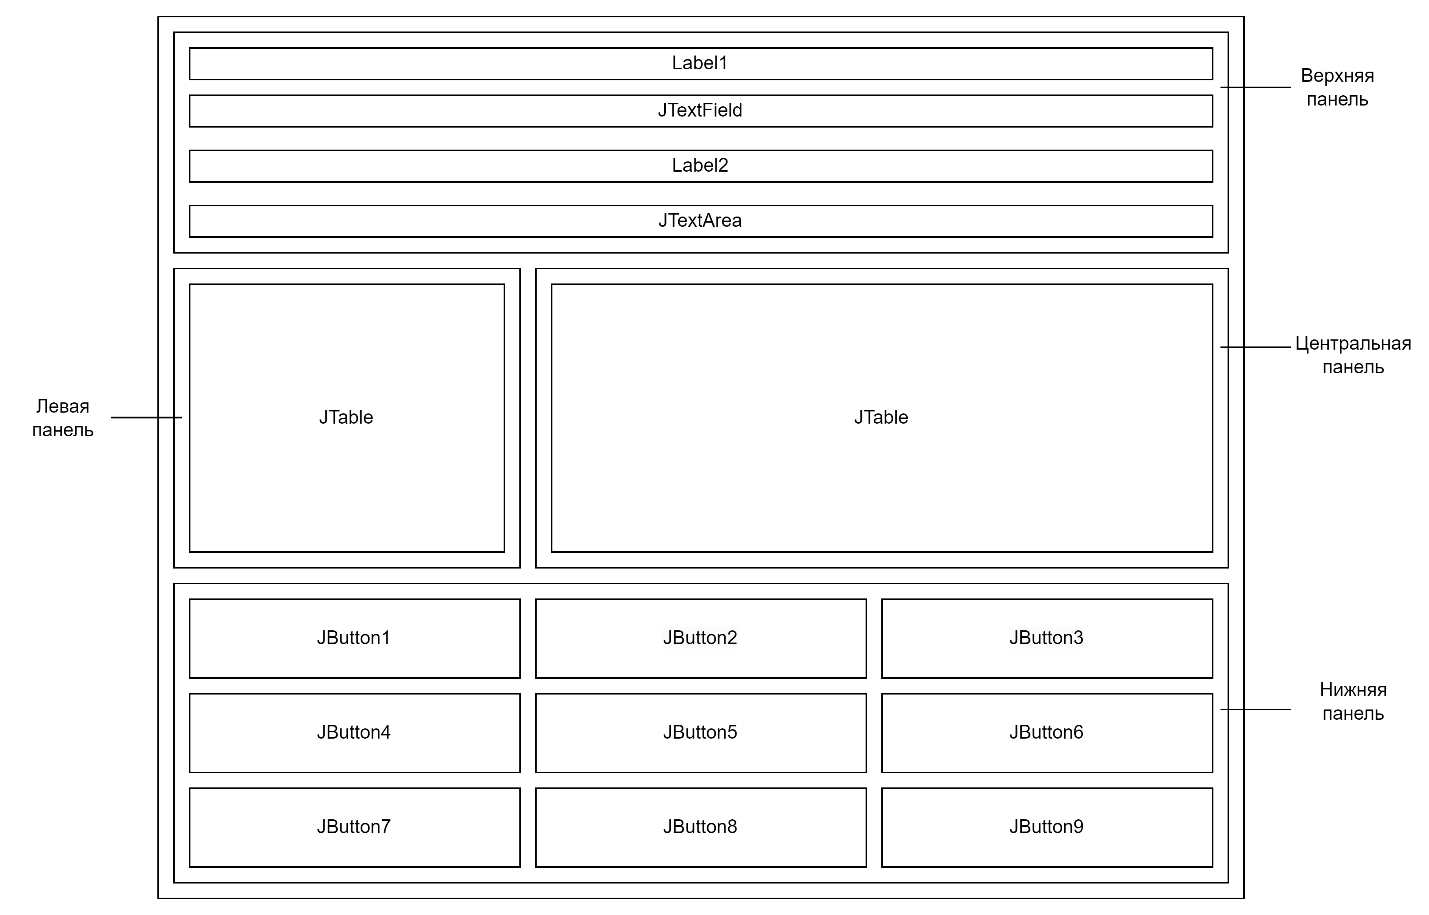 Label1
JTextField
Label2
JTextArea
Верхняя
панель
Левая
панель
JTable
JTable
Центральная
панель
JButton1
JButton2
JButton3
JButton4
JButton5
JButton6
JButton7
JButton8
JButton9
Нижняя
панель